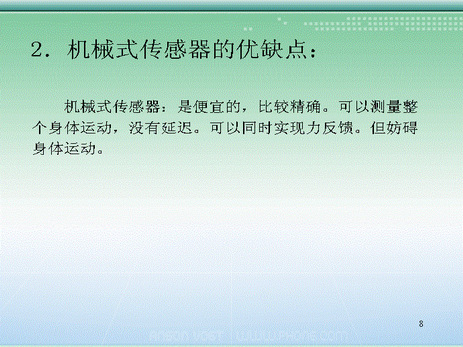 2. 机械式传感器的优缺点：
机械式传感器：是便宜的，比较精确。可以测量整
个身体运动，没有延迟。可以同时实现力反馈。但妨碍
身体运动。
8